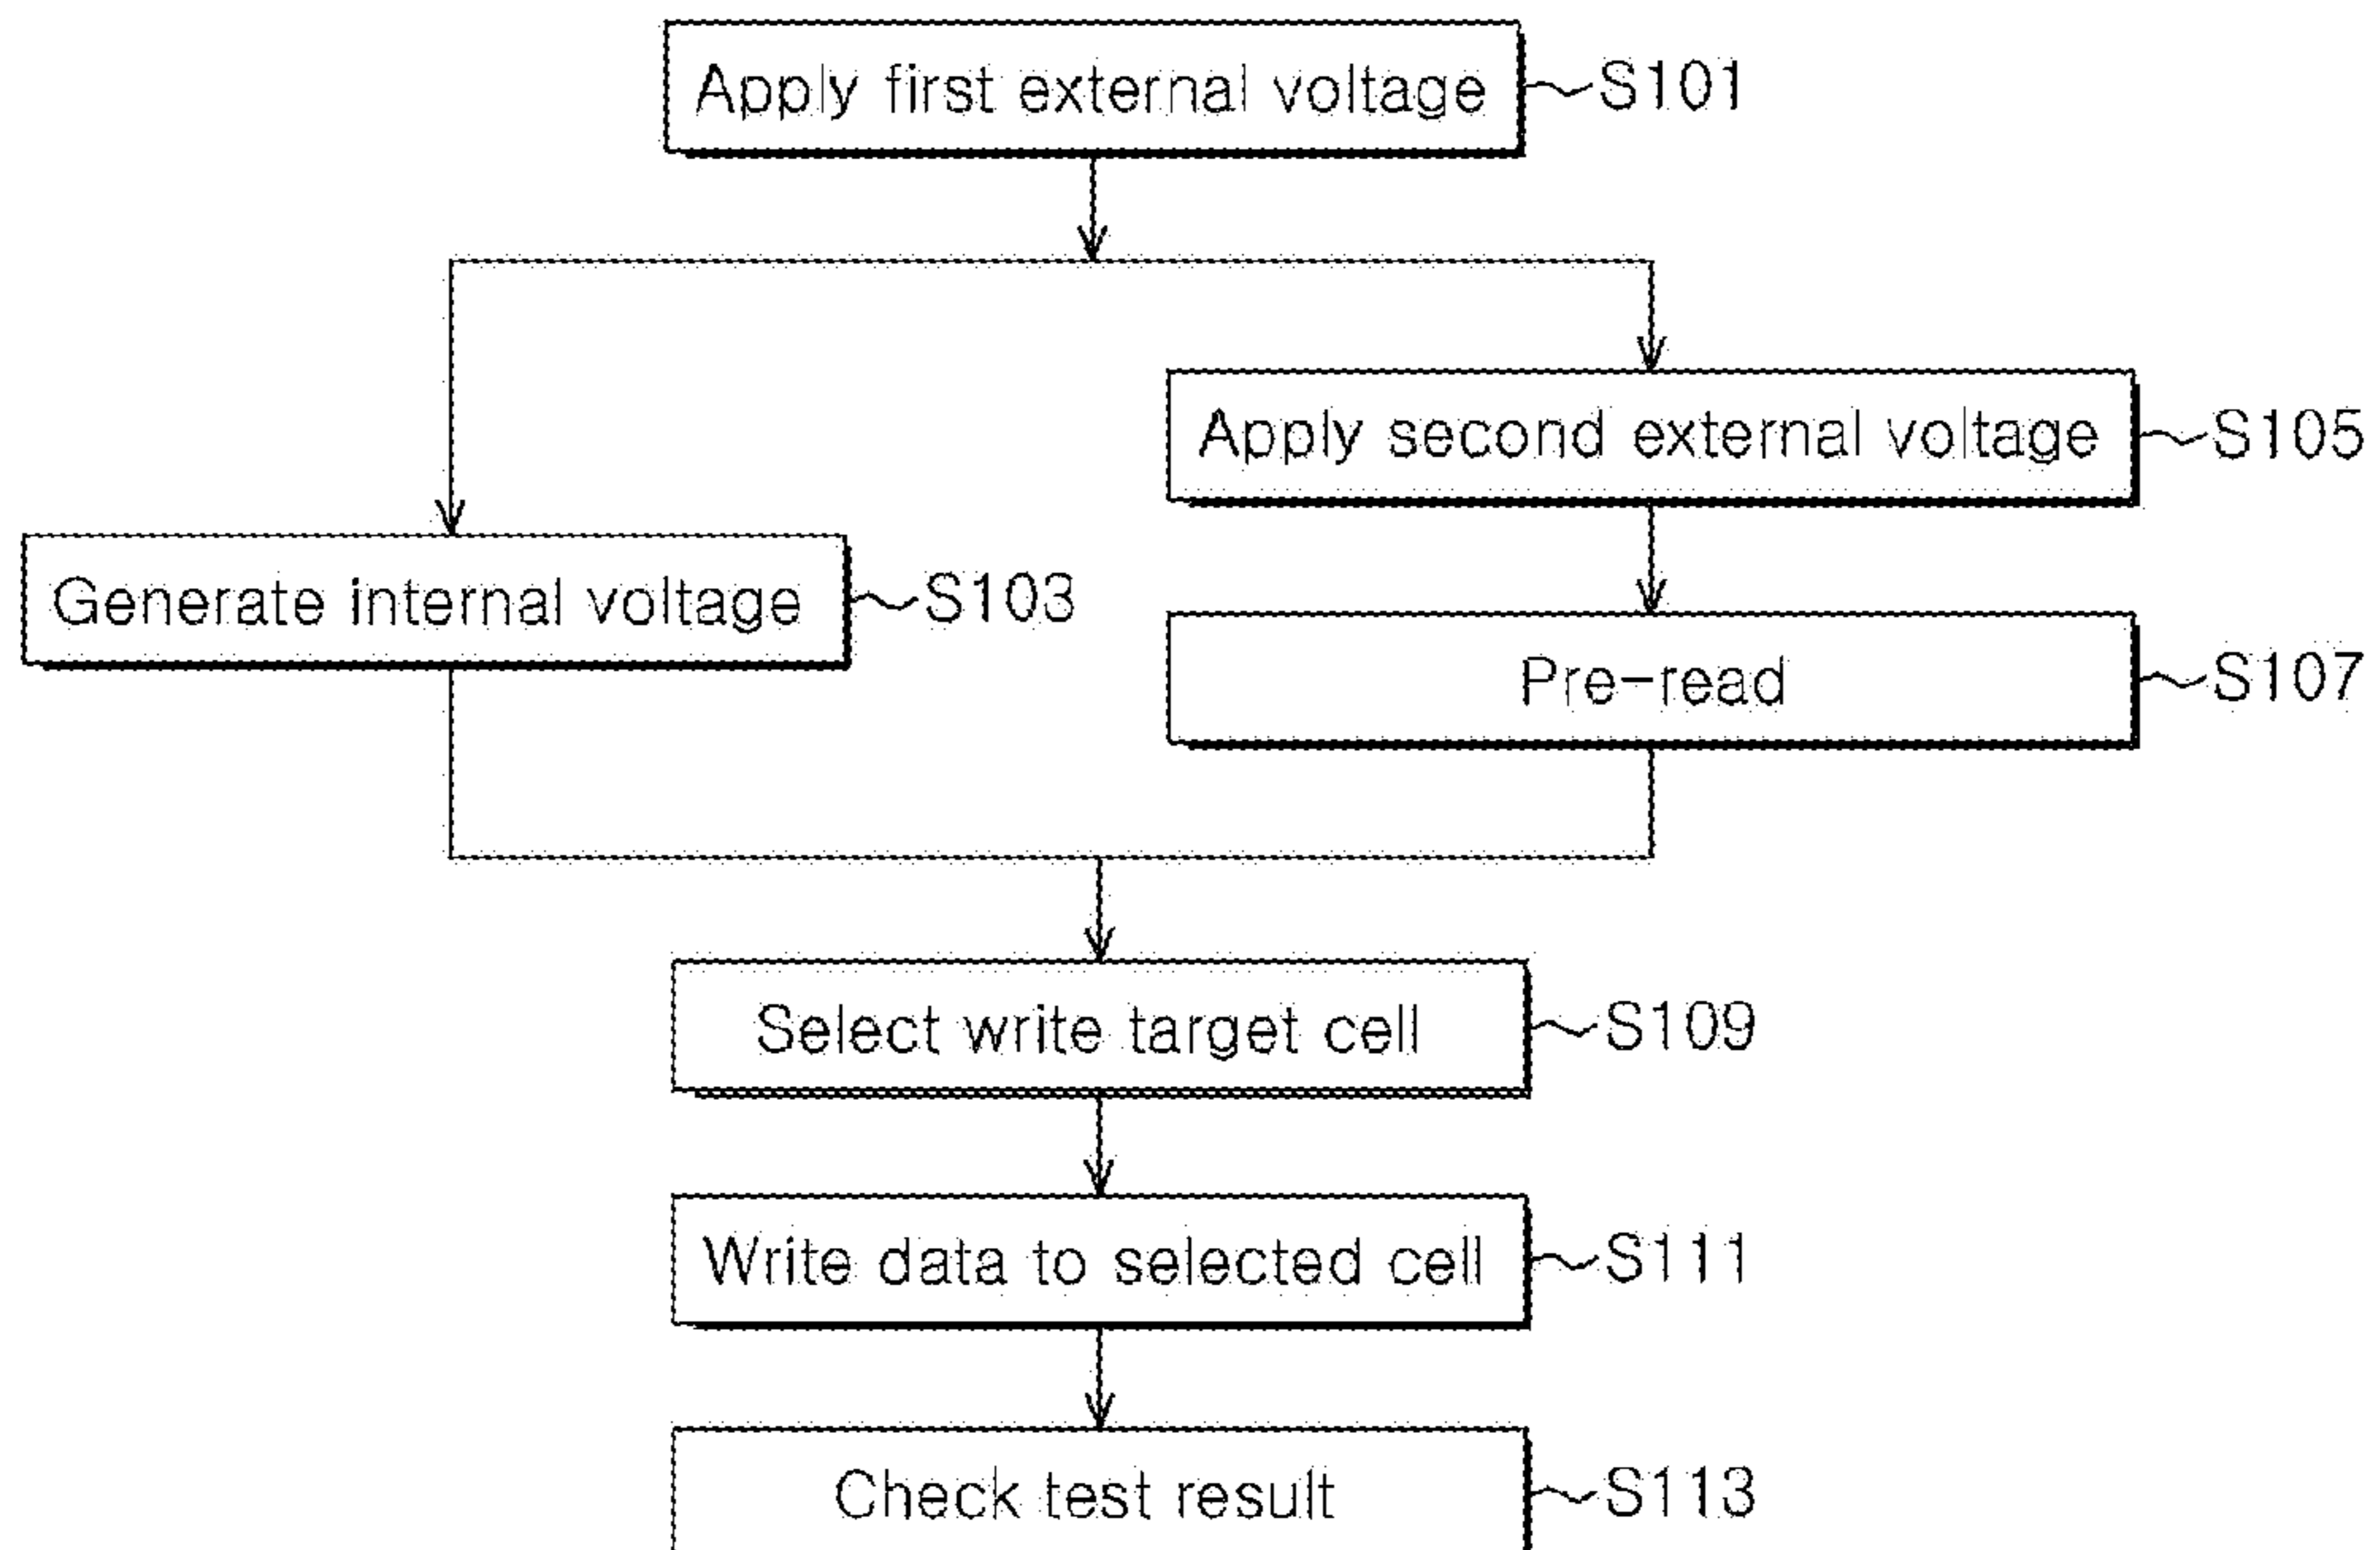 Apply first external voltage S101
Apply second external voltage S105
Generate internal voltage S103
Pre-read S107
Select write target cell S109
Write data to selected cell S111
Check test result S113